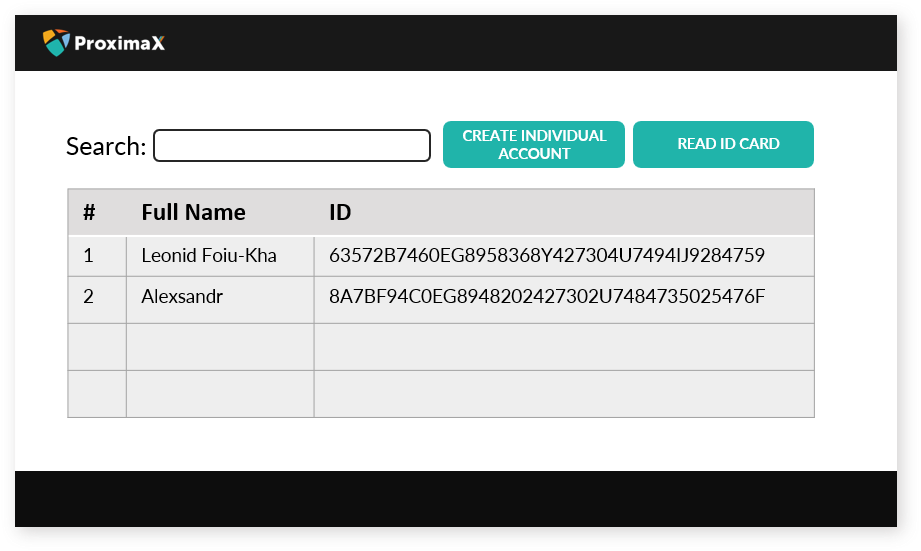 ProximaX
Search:
CREATE INDIVIDUAL
ACCOUNT
READ ID CARD
# Full Name ID
1 Leonid Foiu-Kha 63572B7460EG8958368Y427304U7494IJ9284759
2 Alexsandr 8A7BF94C0EG8948202427302U7484735025476F